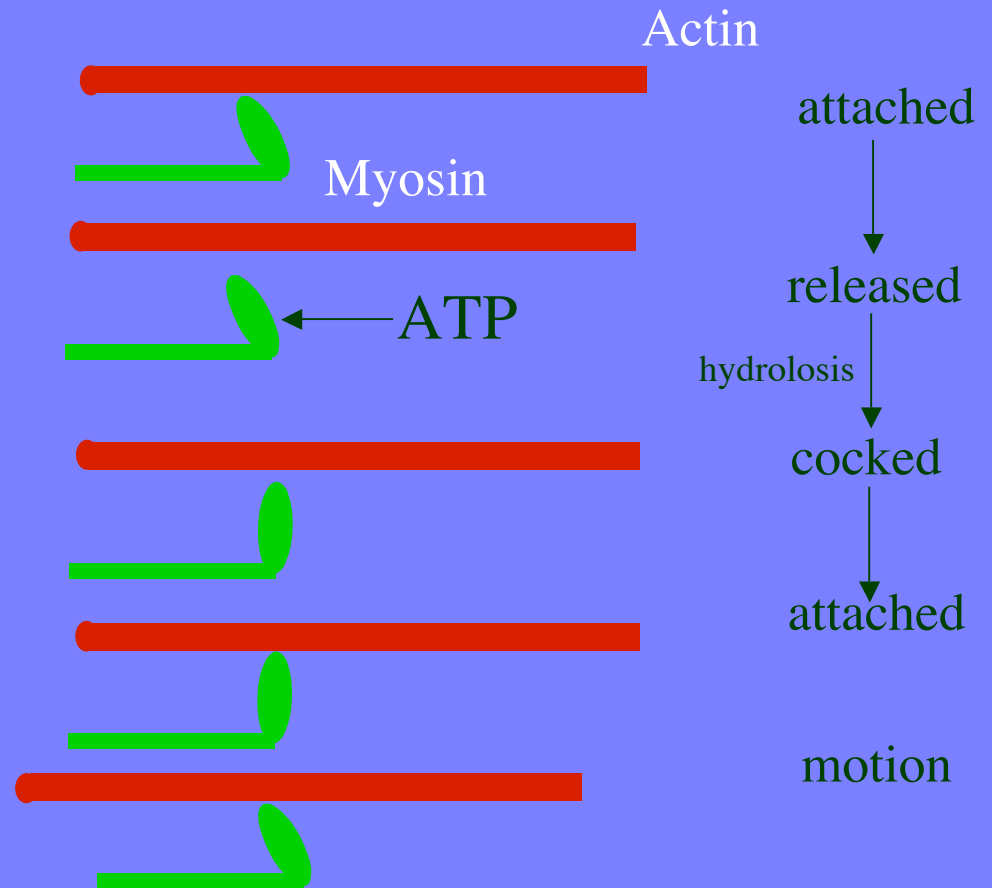 Actin
attached
Myosin
released
ATP
hydrolosis
cocked
attached
motion